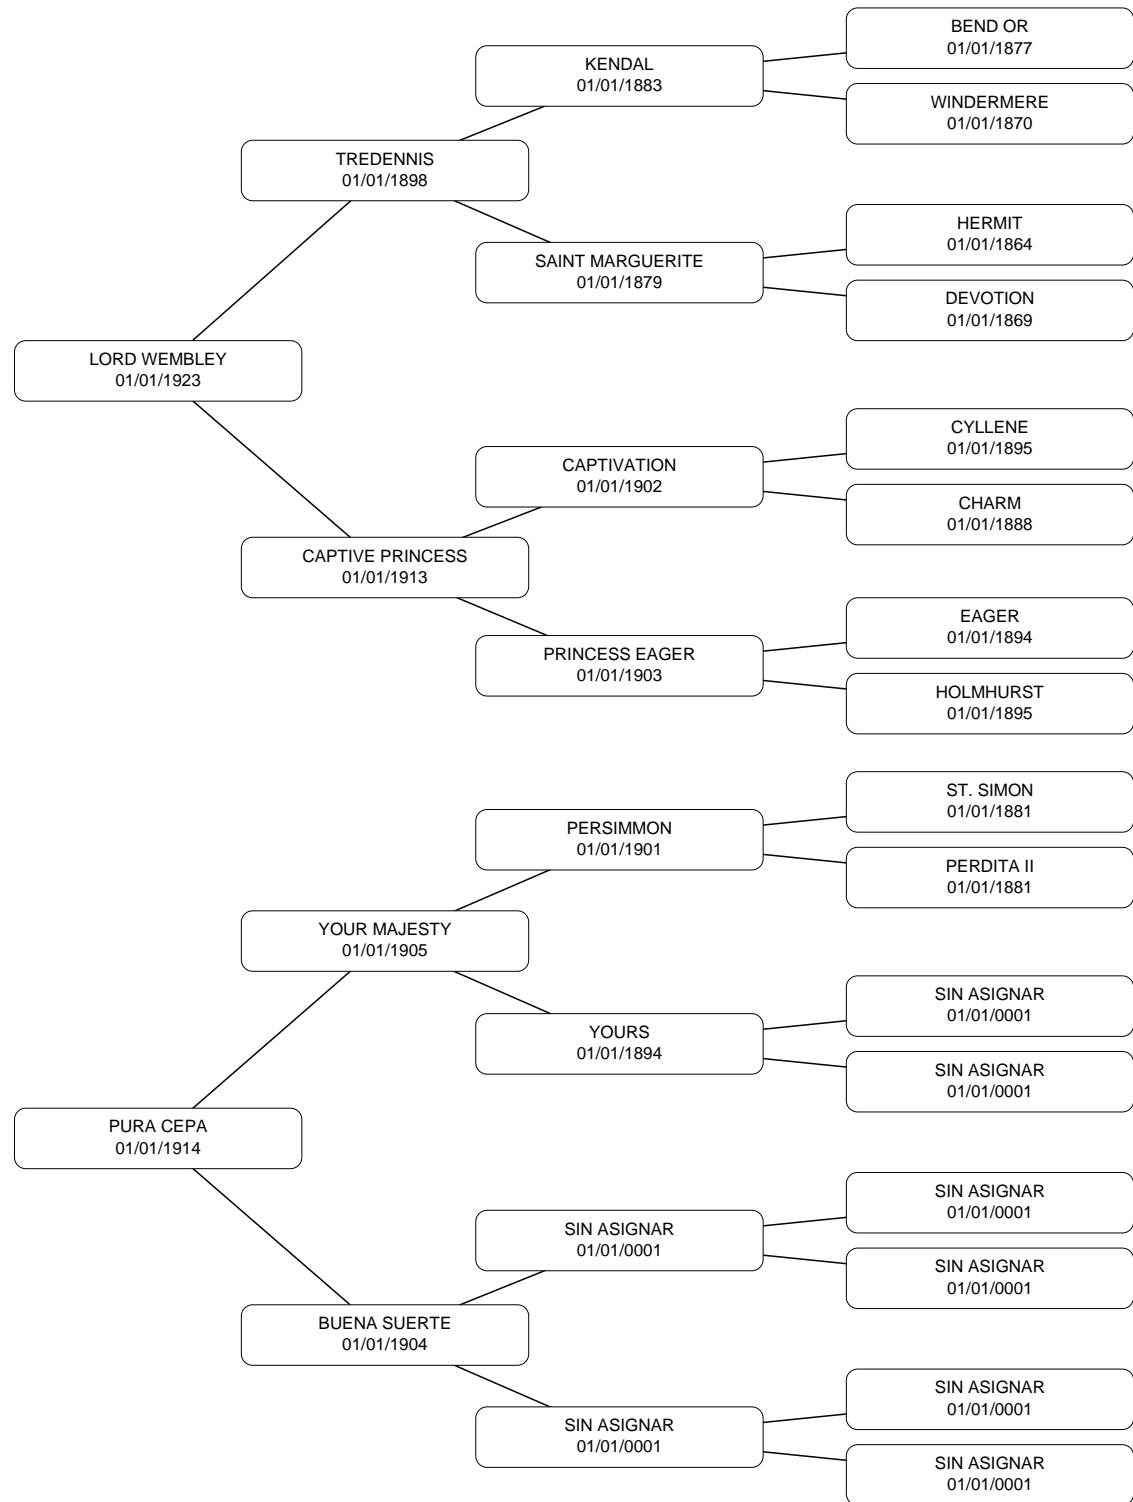 BEND OR
01/01/1877
KENDAL
01/01/1883
WINDERMERE
01/01/1870
TREDENNIS
01/01/1898
HERMIT
01/01/1864
SAINT MARGUERITE
01/01/1879
DEVOTION
01/01/1869
LORD WEMBLEY
01/01/1923
CYLLENE
01/01/1895
CAPTIVATION
01/01/1902
CHARM
01/01/1888
CAPTIVE PRINCESS
01/01/1913
EAGER
01/01/1894
PRINCESS EAGER
01/01/1903
HOLMHURST
01/01/1895
ST. SIMON
01/01/1881
PERSIMMON
01/01/1901
PERDITA II
01/01/1881
YOUR MAJESTY
01/01/1905
SIN ASIGNAR
01/01/0001
YOURS
01/01/1894
SIN ASIGNAR
01/01/0001
PURA CEPA
01/01/1914
SIN ASIGNAR
01/01/0001
SIN ASIGNAR
01/01/0001
SIN ASIGNAR
01/01/0001
BUENA SUERTE
01/01/1904
SIN ASIGNAR
01/01/0001
SIN ASIGNAR
01/01/0001
SIN ASIGNAR
01/01/0001